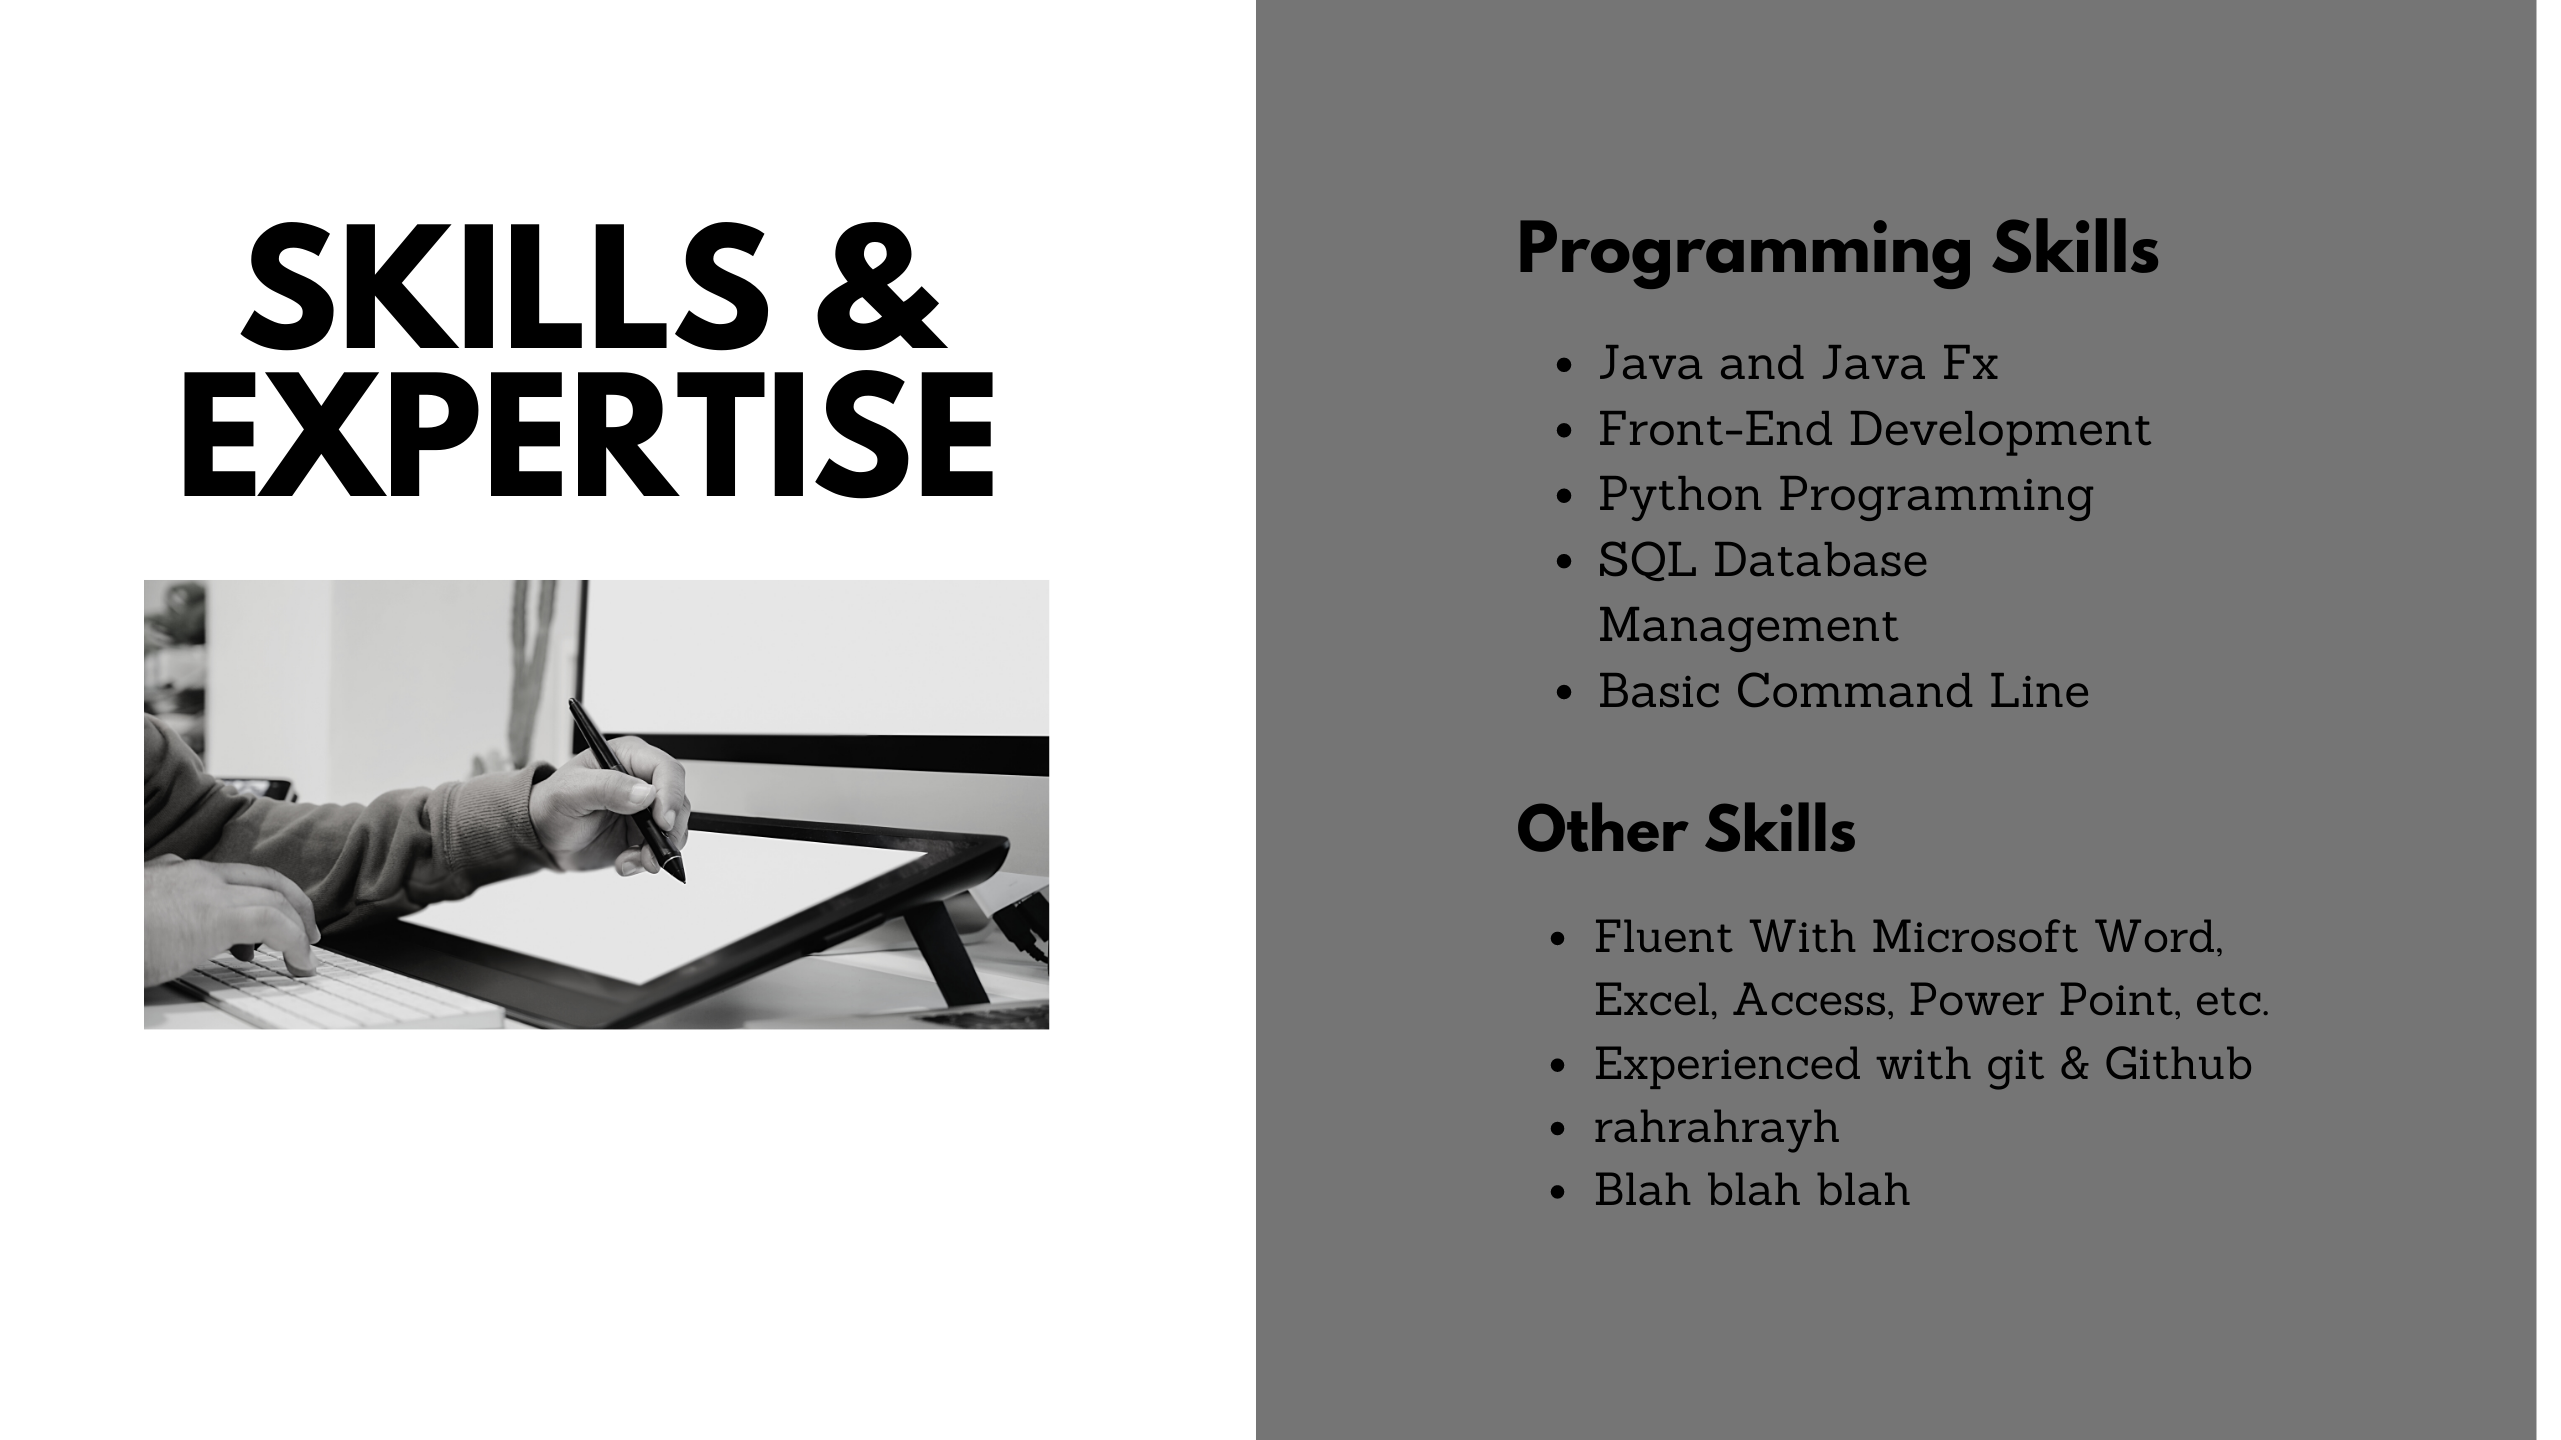 SKILLS &
EXPERTISE
Programming Skills
• Java and Java Fx
• Front-End Development
• Python Programming
• SQL Database
Management
• Basic Command Line
Other Skills
• Fluent With Microsoft Word,
Excel, Access, Power Point, etc.
• Experienced with git & Github
• rahrahrayh
• Blah blah blah